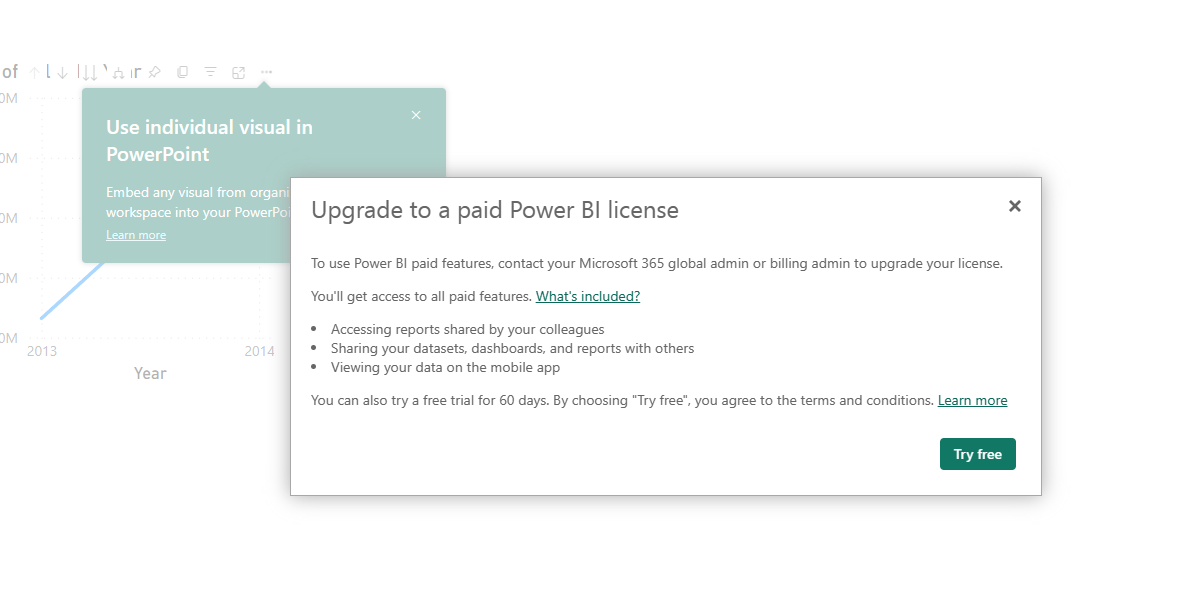 of
Use individual visual in
PowerPoint
Embed any visual from organi
workspace into your PowerPoi
Learn more
Upgrade to a paid Power BI license
To use Power BI paid features, contact your Microsoft 365 global admin or billing admin to upgrade your license.
You'll get access to all paid features. What's included?
• Accessing reports shared by your colleagues
• Sharing your datasets, dashboards, and reports with others
• Viewing your data on the mobile app
You can also try a free trial for 60 days. By choosing "Try free", you agree to the terms and conditions. Learn more
Try free
0M
0M
0M
0M
0M
2013 2014
Year